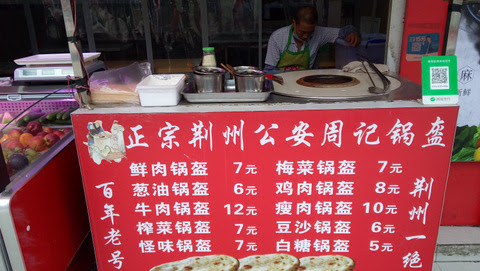 正宗荆州公安周记锅盔
百年老号
鲜肉锅盔 7元
葱油锅盔 6元
牛肉锅盔 12元
榨菜锅盔 7元
怪味锅盔 7元
梅菜锅盔 7元
鸡肉锅盔 8元
瘦肉锅盔 10元
豆沙锅盔 6元
白糖锅盔 5元
荆州一绝
麻